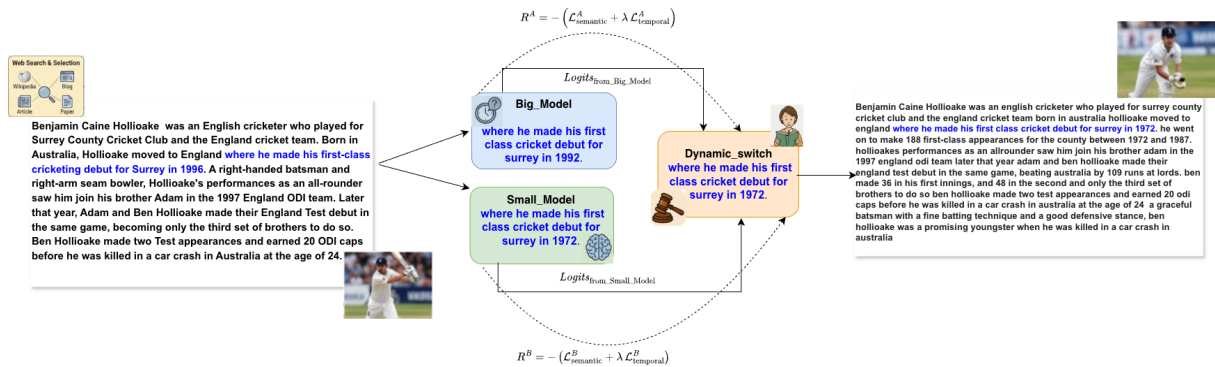 Web Search & Selection
Wikipedia
Blog
Article
Paper
Benjamin Caine Hollioake was an English cricketer who played for
Surrey County Cricket Club and the England cricket team. Born in
Australia, Hollioake moved to England where he made his first-class
cricketing debut for Surrey in 1996. A right-handed batsman and
right-arm seam bowler, Hollioake's performances as an all-rounder
saw him join his brother Adam in the 1997 England ODI team. Later
that year, Adam and Ben Hollioake made their England Test debut in
the same game, becoming only the third set of brothers to do so.
Ben Hollioake made two Test appearances and earned 20 ODI caps
before he was killed in a car crash in Australia at the age of 24.
R^A = −(ℒ^A_semantic + λ ℒ^A_temporal)
Logits_from_Big_Model
Big_Model
where he made his first
class cricket debut for
surrey in 1992.
Small_Model
where he made his first
class cricket debut for
surrey in 1972.
Logits_from_Small_Model
R^B = −(ℒ^B_semantic + λ ℒ^B_temporal)
Dynamic_switch
where he made his first
class cricket debut for
surrey in 1972.
Benjamin Caine Hollioake was an english cricketer who played for surrey county
cricket club and the england cricket team born in australia hollioake moved to
england where he made his first class cricket debut for surrey in 1972. he went
on to make 188 first-class appearances for the county between 1972 and 1987.
hollioakes performances as an allrounder saw him join his brother adam in the
1997 england odi team later that year adam and ben hollioake made their
england test debut in the same game, beating australia by 109 runs at lords. ben
made 36 in his first innings, and 48 in the second and only the third set of
brothers to do so ben hollioake made two test appearances and earned 20 odi
caps before he was killed in a car crash in australia at the age of 24 a graceful
batsman with a fine batting technique and a good defensive stance, ben
hollioake was a promising youngster when he was killed in a car crash in
australia